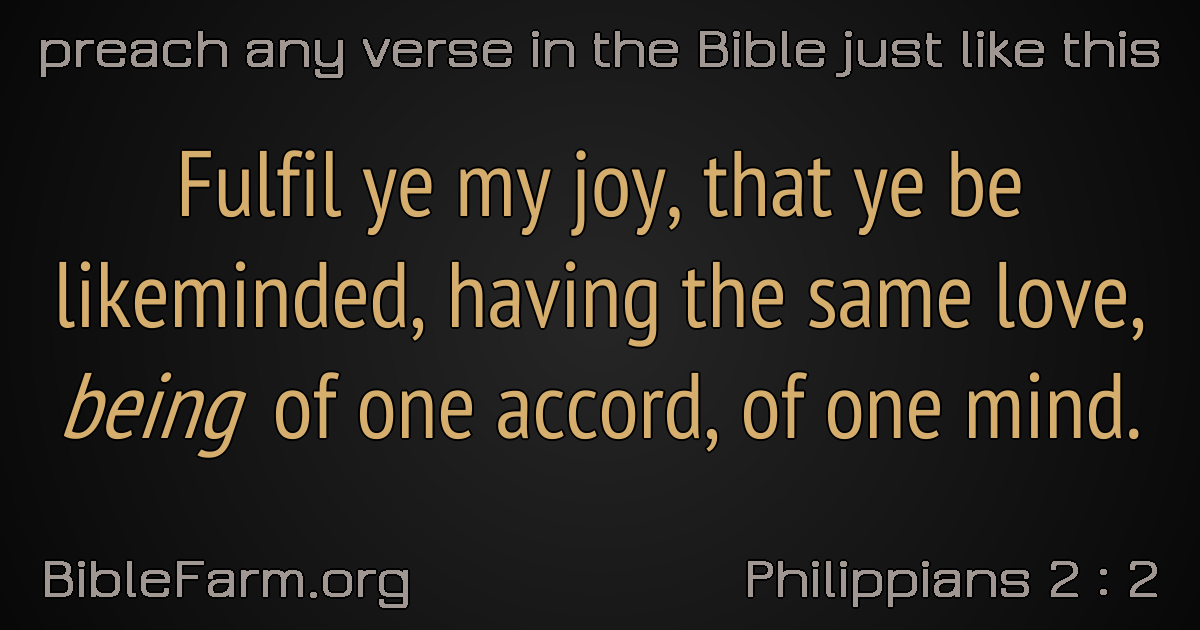 preach any verse in the Bible just like this
Fulfil ye my joy, that ye be
likeminded, having the same love,
being of one accord, of one mind.
BibleFarm.org
Philippians 2 : 2